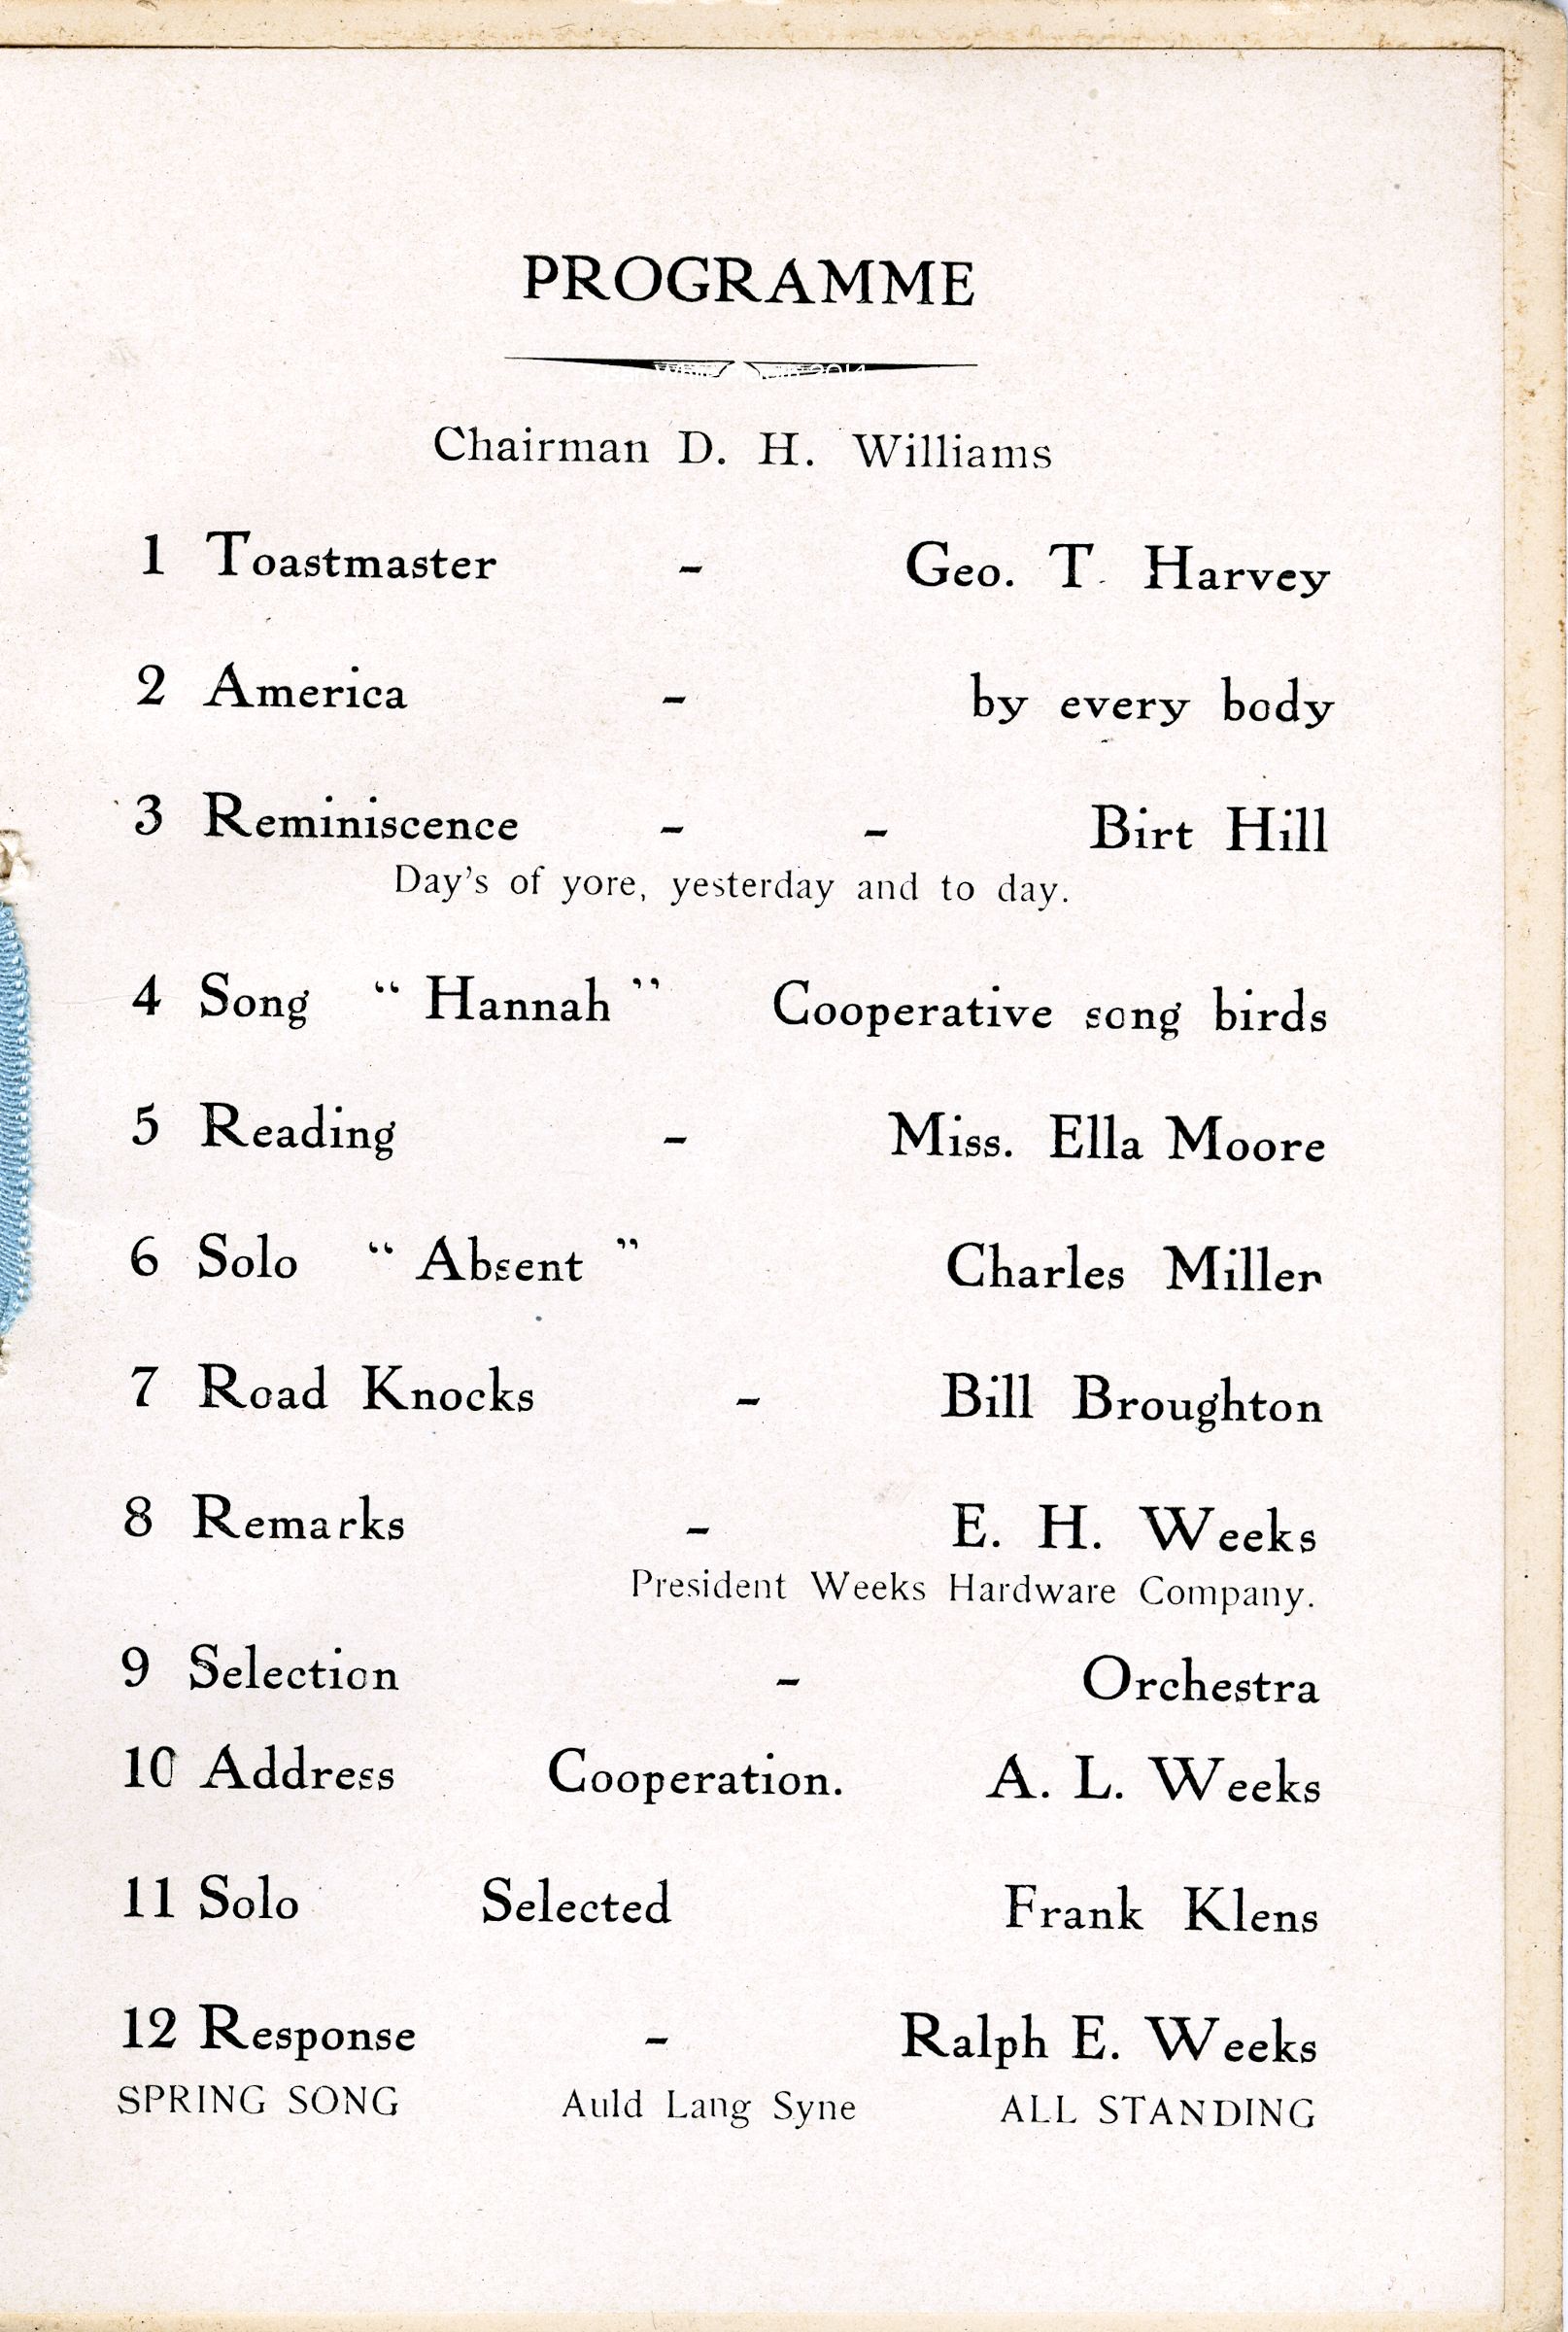 PROGRAMME
Chairman D. H. Williams
1 Toastmaster - Geo. T. Harvey
2 America - by every body
3 Reminiscence - - Birt Hill
Day's of yore, yesterday and to day.
4 Song “ Hannah ” Cooperative song birds
5 Reading - Miss. Ella Moore
6 Solo “ Absent ” Charles Miller
7 Road Knocks - Bill Broughton
8 Remarks - E. H. Weeks
President Weeks Hardware Company.
9 Selection - Orchestra
10 Address Cooperation. A. L. Weeks
11 Solo Selected Frank Klens
12 Response - Ralph E. Weeks
SPRING SONG Auld Lang Syne ALL STANDING